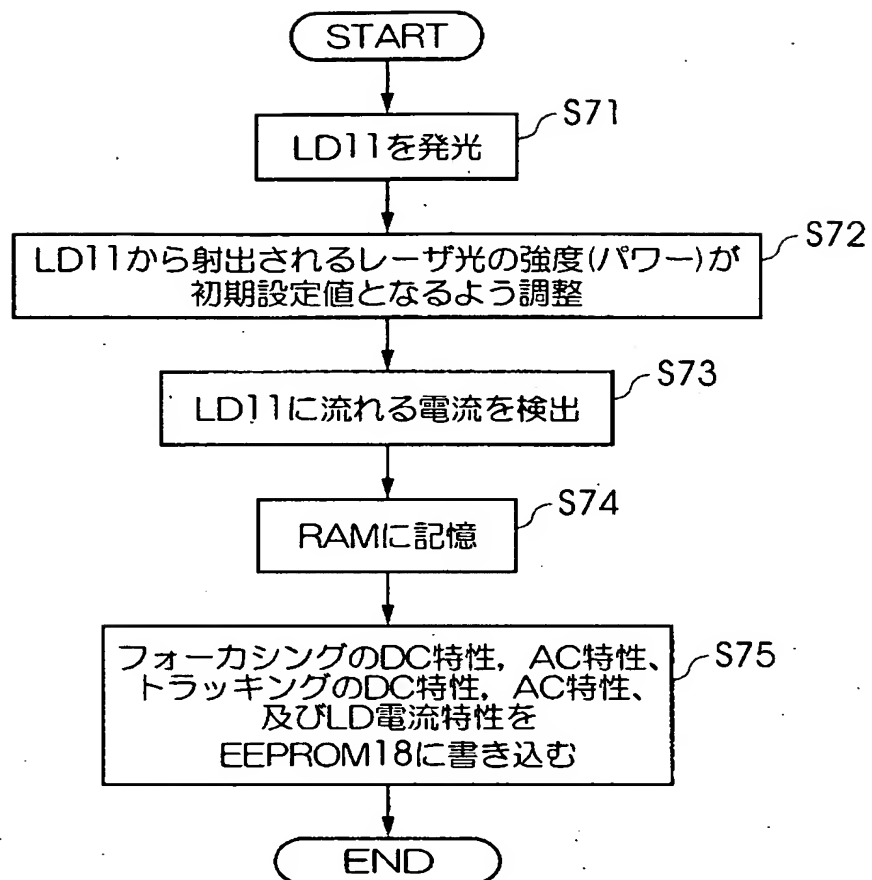 START
S71
LD11を発光
S72
LD11から射出されるレーザ光の強度(パワー)が
初期設定値となるよう調整
S73
LD11に流れる電流を検出
S74
RAMに記憶
S75
フォーカシングのDC特性, AC特性、
トラッキングのDC特性, AC特性、
及びLD電流特性を
EEPROM18に書き込む
END